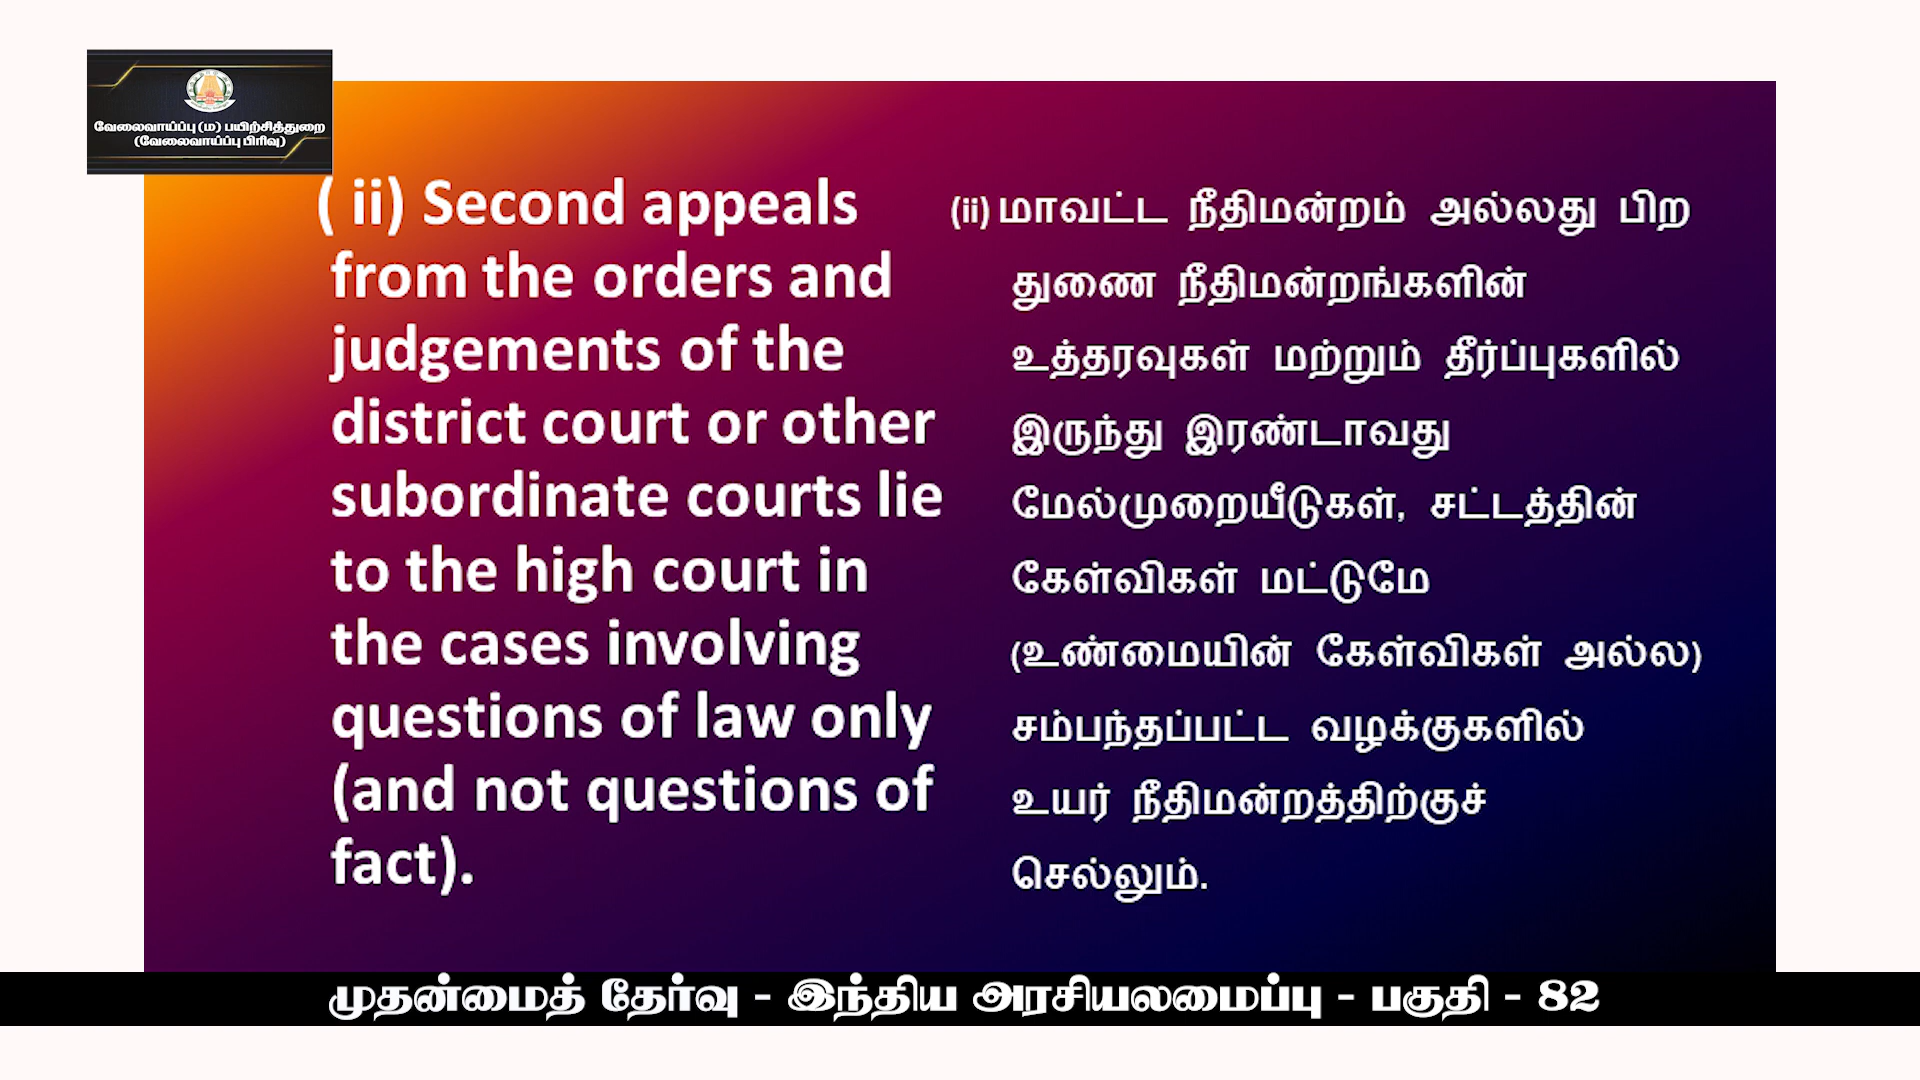 வேலைவாய்ப்பு (ம) பயிற்சித்துறை
(வேலைவாய்ப்பு பிரிவு)
( ii) Second appeals
from the orders and
judgements of the
district court or other
subordinate courts lie
to the high court in
the cases involving
questions of law only
(and not questions of
fact).
(ii) மாவட்ட நீதிமன்றம் அல்லது பிற
துணை நீதிமன்றங்களின்
உத்தரவுகள் மற்றும் தீர்ப்புகளில்
இருந்து இரண்டாவது
மேல்முறையீடுகள், சட்டத்தின்
கேள்விகள் மட்டுமே
(உண்மையின் கேள்விகள் அல்ல)
சம்பந்தப்பட்ட வழக்குகளில்
உயர் நீதிமன்றத்திற்குச்
செல்லும்.
முதன்மைத் தேர்வு - இந்திய அரசியலமைப்பு - பகுதி - 82